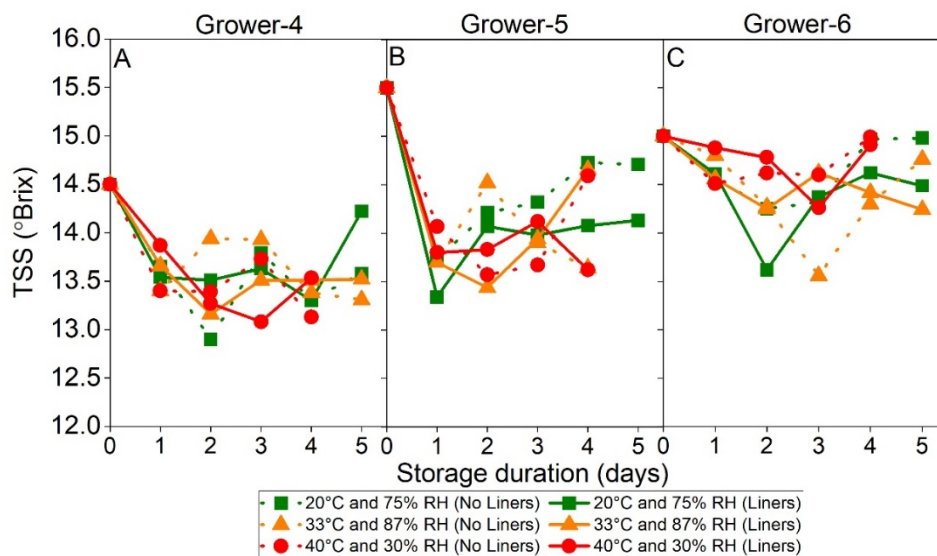 Grower-4 Grower-5 Grower-6
16.0
A B C
15.5
15.0
14.5
14.0
13.5
13.0
12.5
12.0
TSS (°Brix)
0 1 2 3 4 5 0 1 2 3 4 5 0 1 2 3 4 5
Storage duration (days)
20°C and 75% RH (No Liners) 20°C and 75% RH (Liners)
33°C and 87% RH (No Liners) 33°C and 87% RH (Liners)
40°C and 30% RH (No Liners) 40°C and 30% RH (Liners)